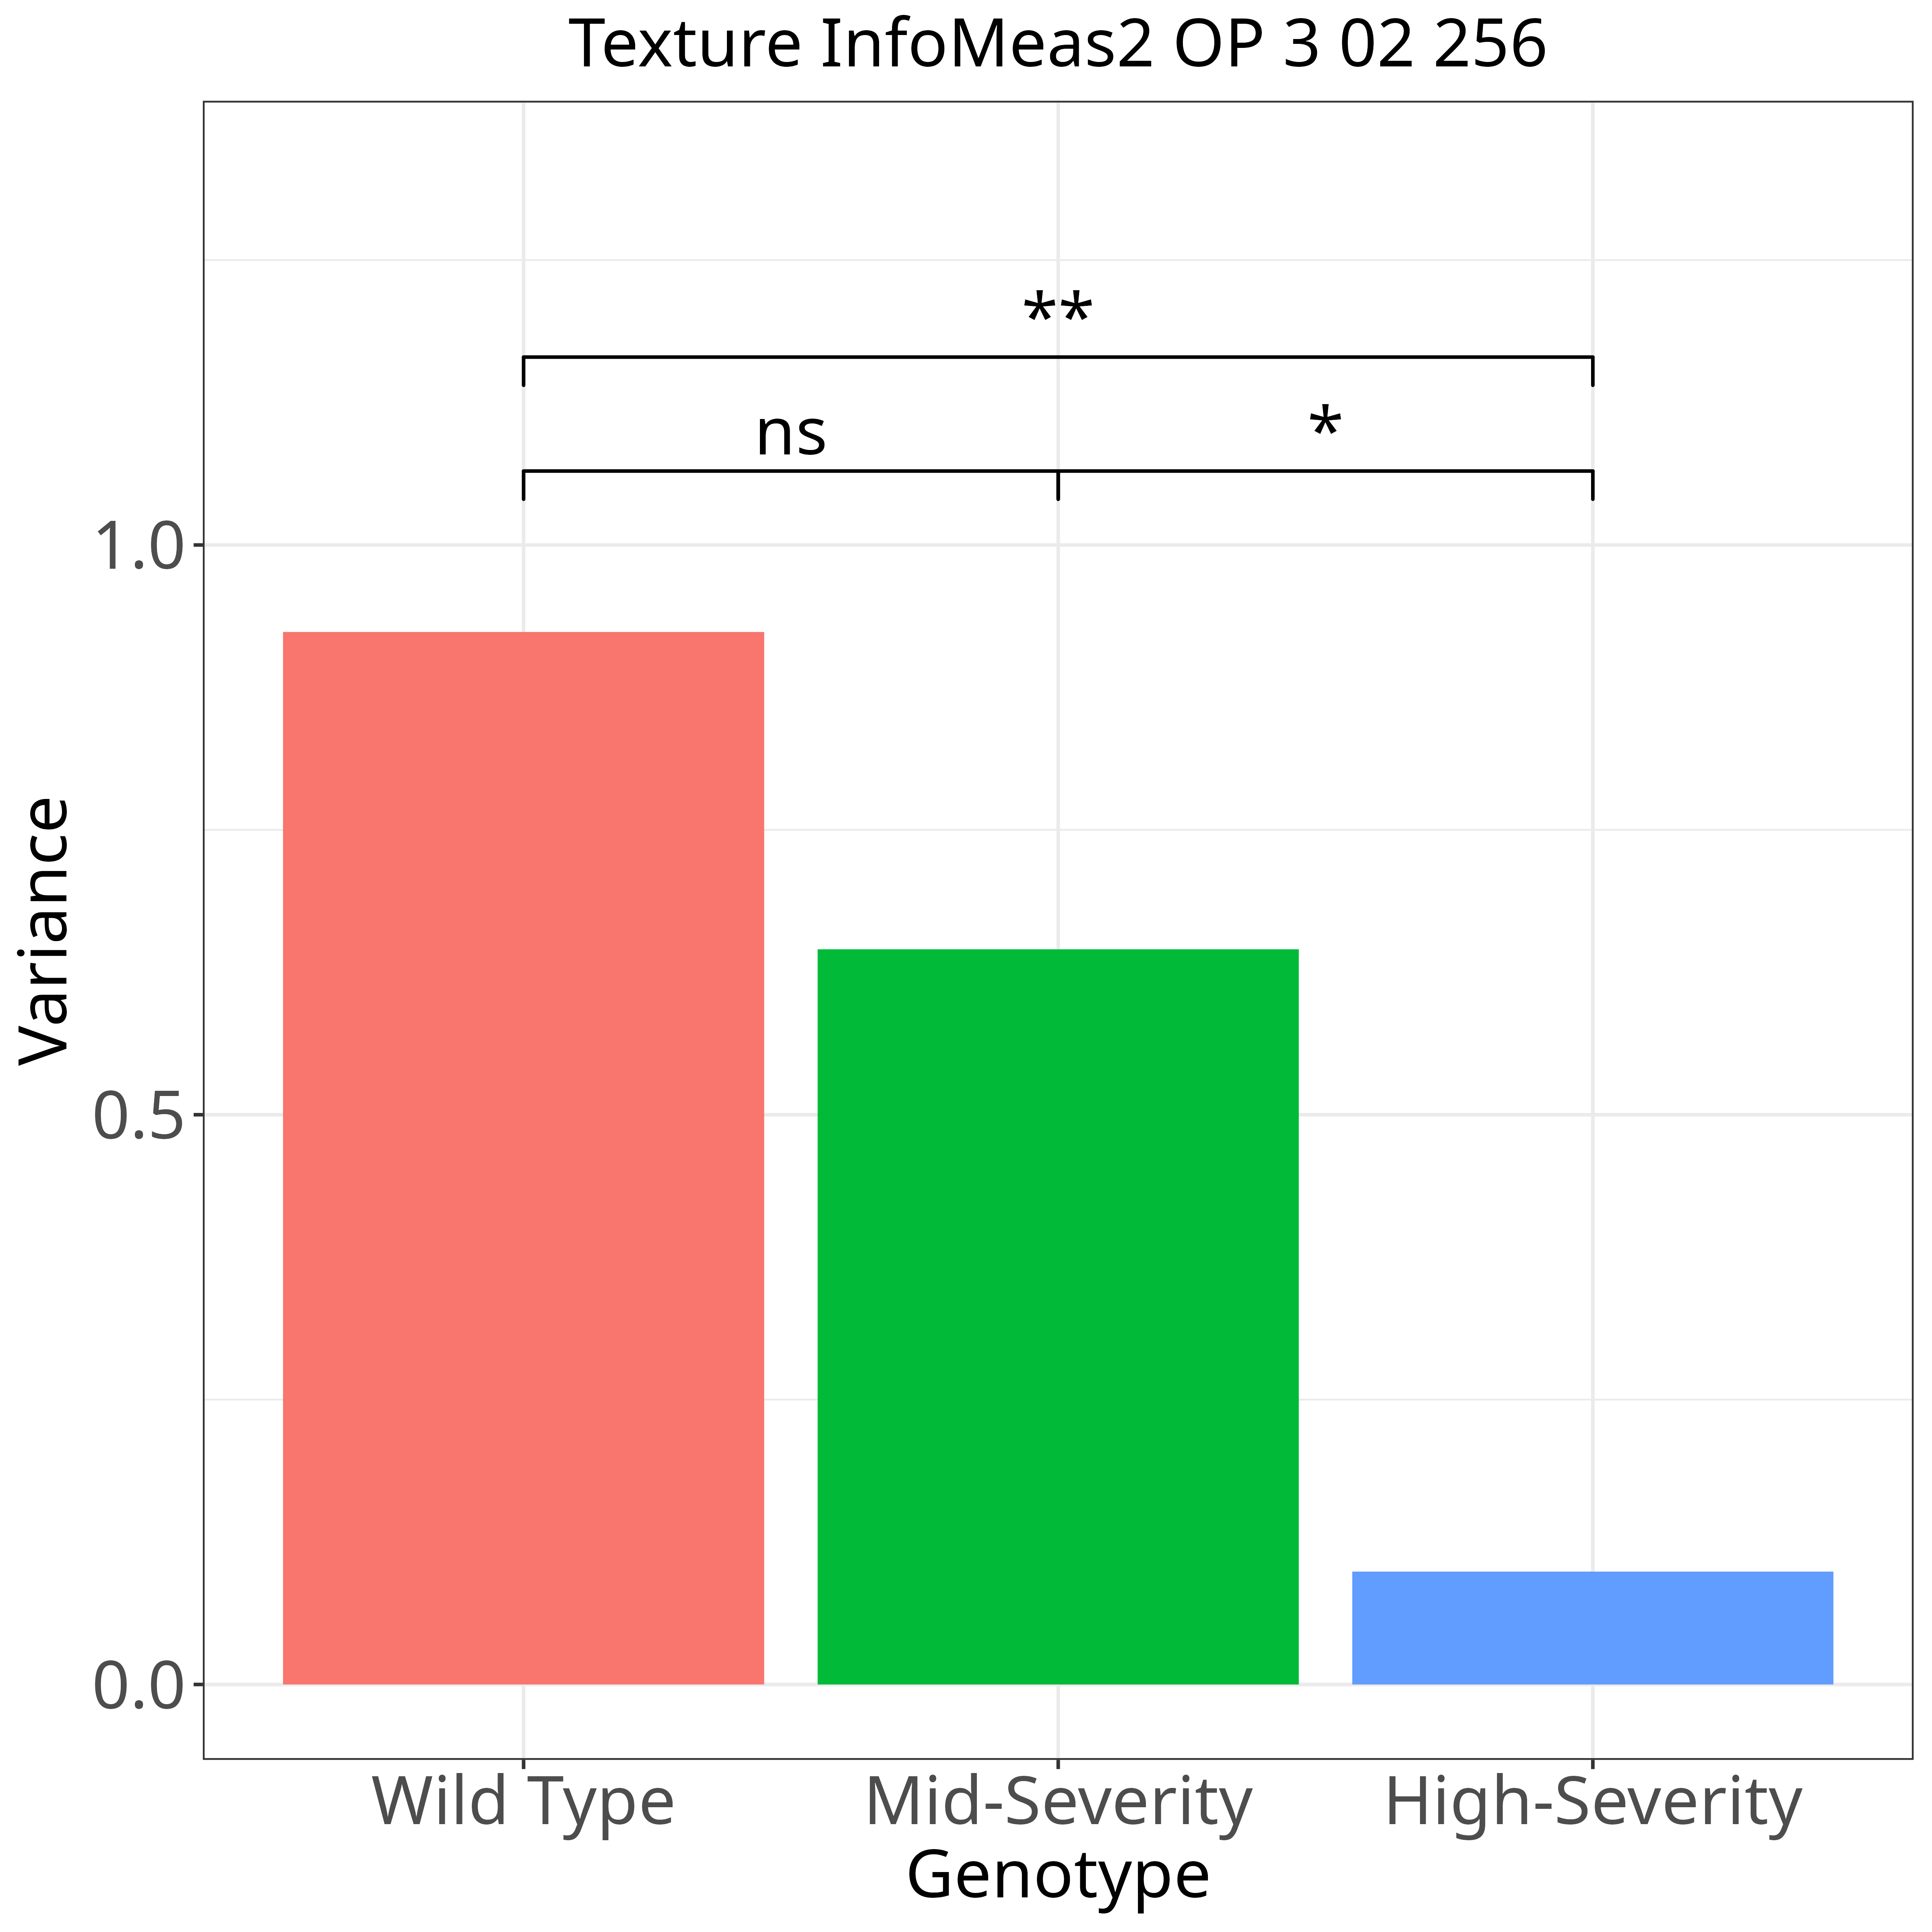 Texture InfoMeas2 OP 3 02 256
**
ns *
1.0
0.5
0.0
Variance
Wild Type Mid-Severity High-Severity
Genotype